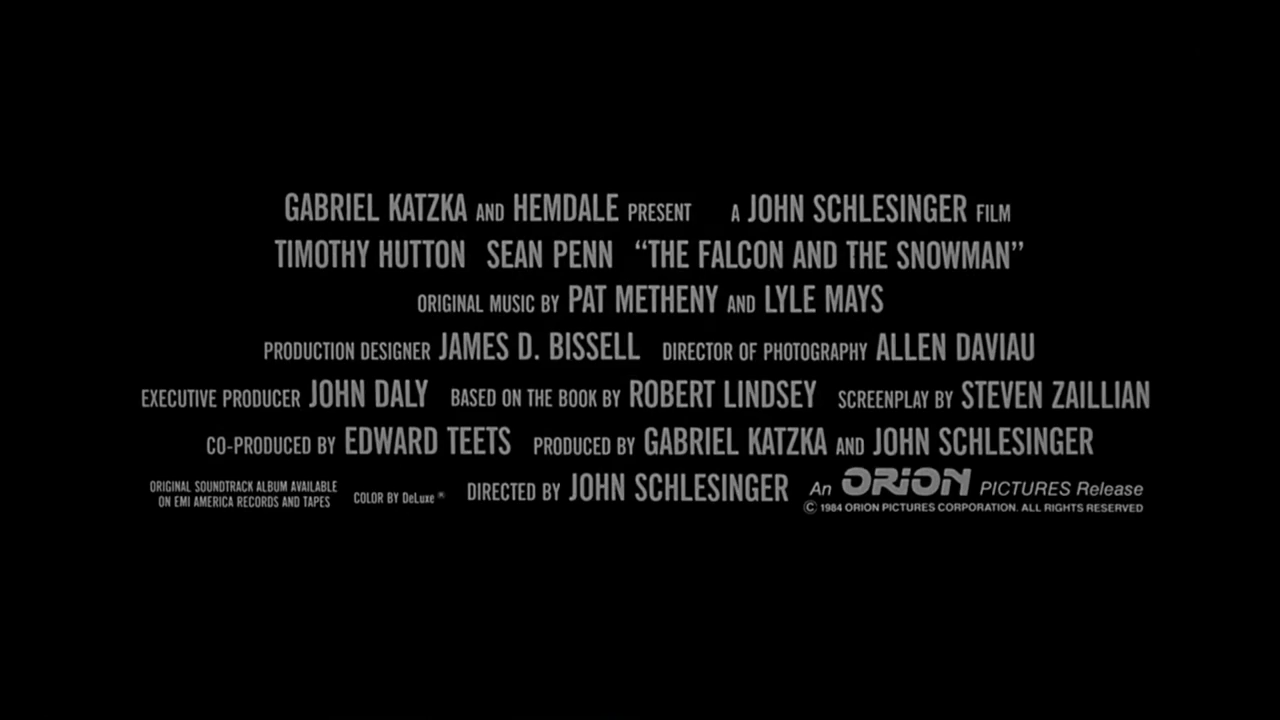 GABRIEL KATZKA AND HEMDALE PRESENT A JOHN SCHLESINGER FILM
TIMOTHY HUTTON SEAN PENN “THE FALCON AND THE SNOWMAN”
ORIGINAL MUSIC BY PAT METHENY AND LYLE MAYS
PRODUCTION DESIGNER JAMES D. BISSELL DIRECTOR OF PHOTOGRAPHY ALLEN DAVIAU
EXECUTIVE PRODUCER JOHN DALY BASED ON THE BOOK BY ROBERT LINDSEY SCREENPLAY BY STEVEN ZAILLIAN
CO-PRODUCED BY EDWARD TEETS PRODUCED BY GABRIEL KATZKA AND JOHN SCHLESINGER
ORIGINAL SOUNDTRACK ALBUM AVAILABLE
ON EMI AMERICA RECORDS AND TAPES
COLOR BY DeLuxe ®
DIRECTED BY JOHN SCHLESINGER
An ORION PICTURES Release
© 1984 ORION PICTURES CORPORATION. ALL RIGHTS RESERVED